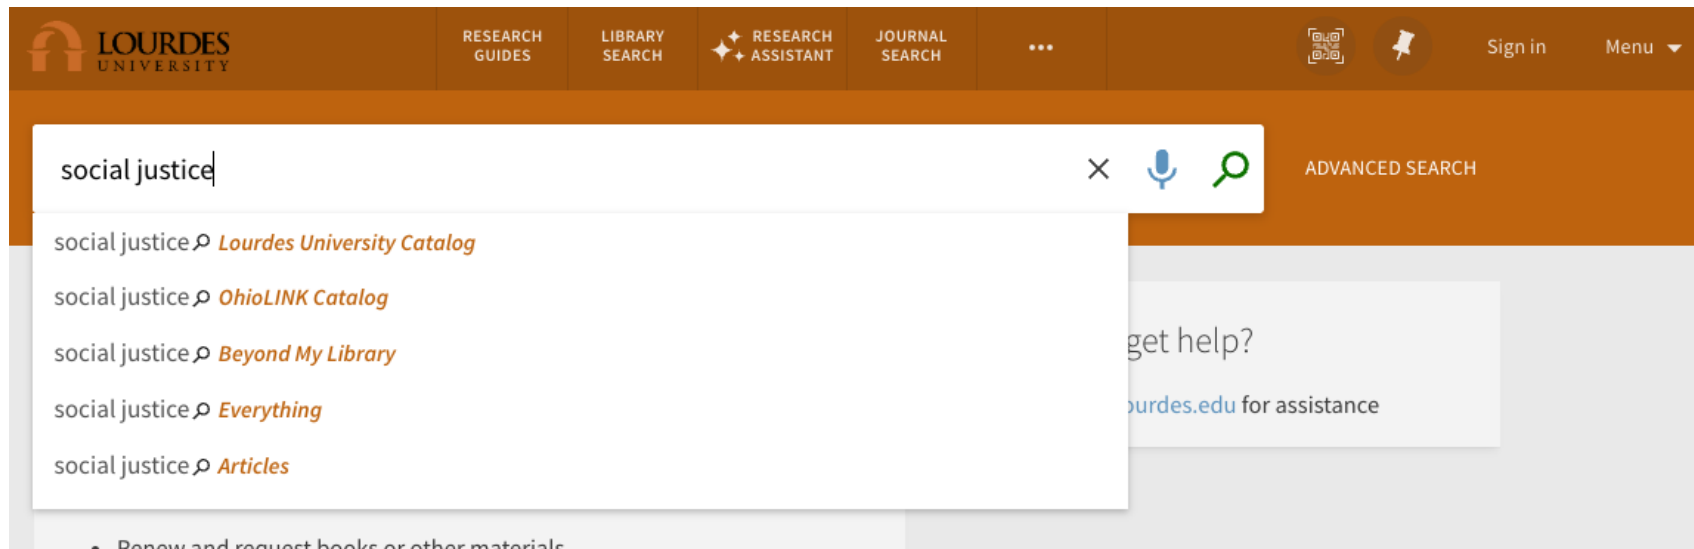 LOURDES
UNIVERSITY
RESEARCH
GUIDES
LIBRARY
SEARCH
RESEARCH
ASSISTANT
JOURNAL
SEARCH
Sign in
Menu
social justice
ADVANCED SEARCH
social justice Lourdes University Catalog
social justice OhioLINK Catalog
social justice Beyond My Library
social justice Everything
social justice Articles
get help?
ourdes.edu for assistance
Renew and request books or other materials